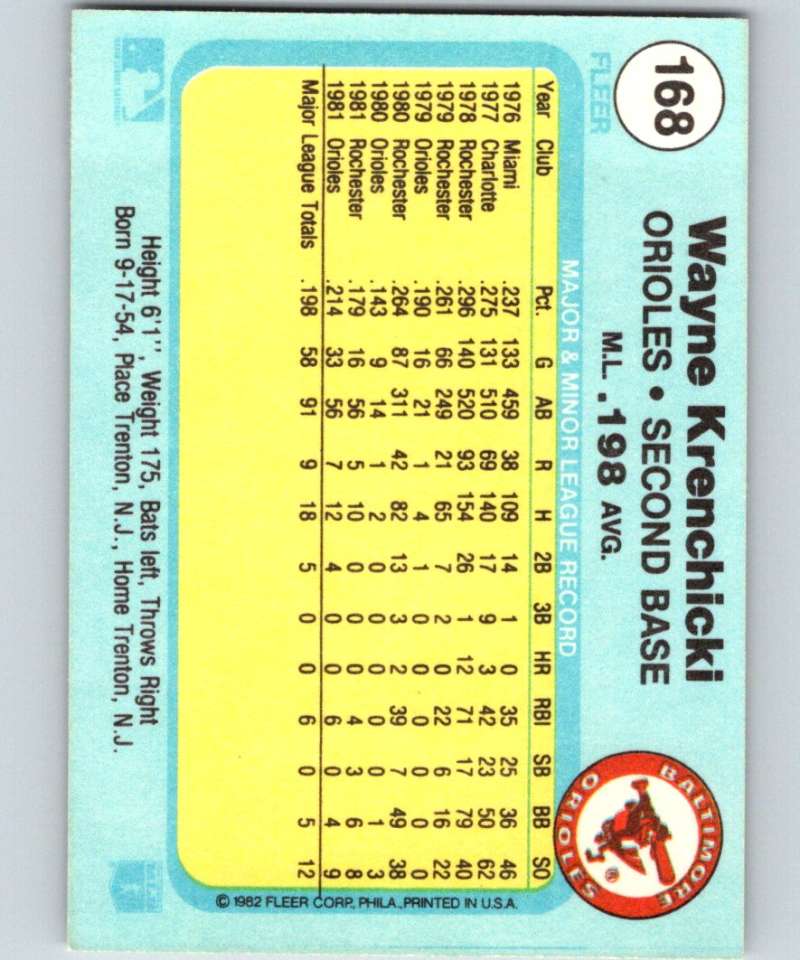 168
FLEER
Wayne Krenchicki
ORIOLES • SECOND BASE
M.L. .198 AVG.
BALTIMORE ORIOLES
®
MAJOR & MINOR LEAGUE RECORD
Year Club Pct. G AB R H 2B 3B HR RBI SB BB SO
1976 Miami .237 133 459 38 109 14 1 0 35 25 36 46
1977 Charlotte .275 131 510 69 140 17 9 3 42 23 50 62
1978 Rochester .296 140 520 93 154 26 1 12 71 17 79 40
1979 Rochester .261 66 249 21 65 7 2 0 22 6 16 22
1979 Orioles .190 16 21 1 4 1 0 0 0 0 0 0
1980 Rochester .264 87 311 42 82 13 3 2 39 7 49 38
1980 Orioles .143 9 14 1 2 0 0 0 0 0 1 3
1981 Rochester .179 16 56 5 10 0 0 0 4 3 6 8
1981 Orioles .214 33 56 7 12 4 0 0 6 0 4 9
Major League Totals .198 58 91 9 18 5 0 0 6 0 5 12
© 1982 FLEER CORP., PHILA., PRINTED IN U.S.A.
Height 6'1'', Weight 175, Bats left, Throws Right
Born 9-17-54, Place Trenton, N.J., Home Trenton, N.J.